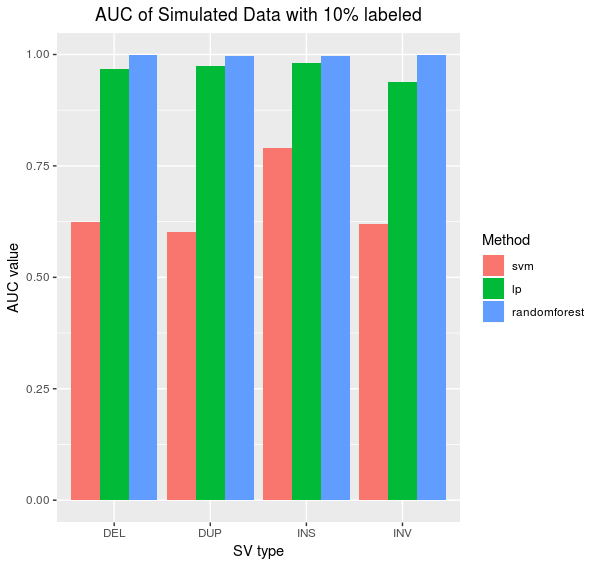 AUC of Simulated Data with 10% labeled
1.00
0.75
0.50
0.25
0.00
AUC value
DEL DUP INS INV
SV type
Method
svm
lp
randomforest